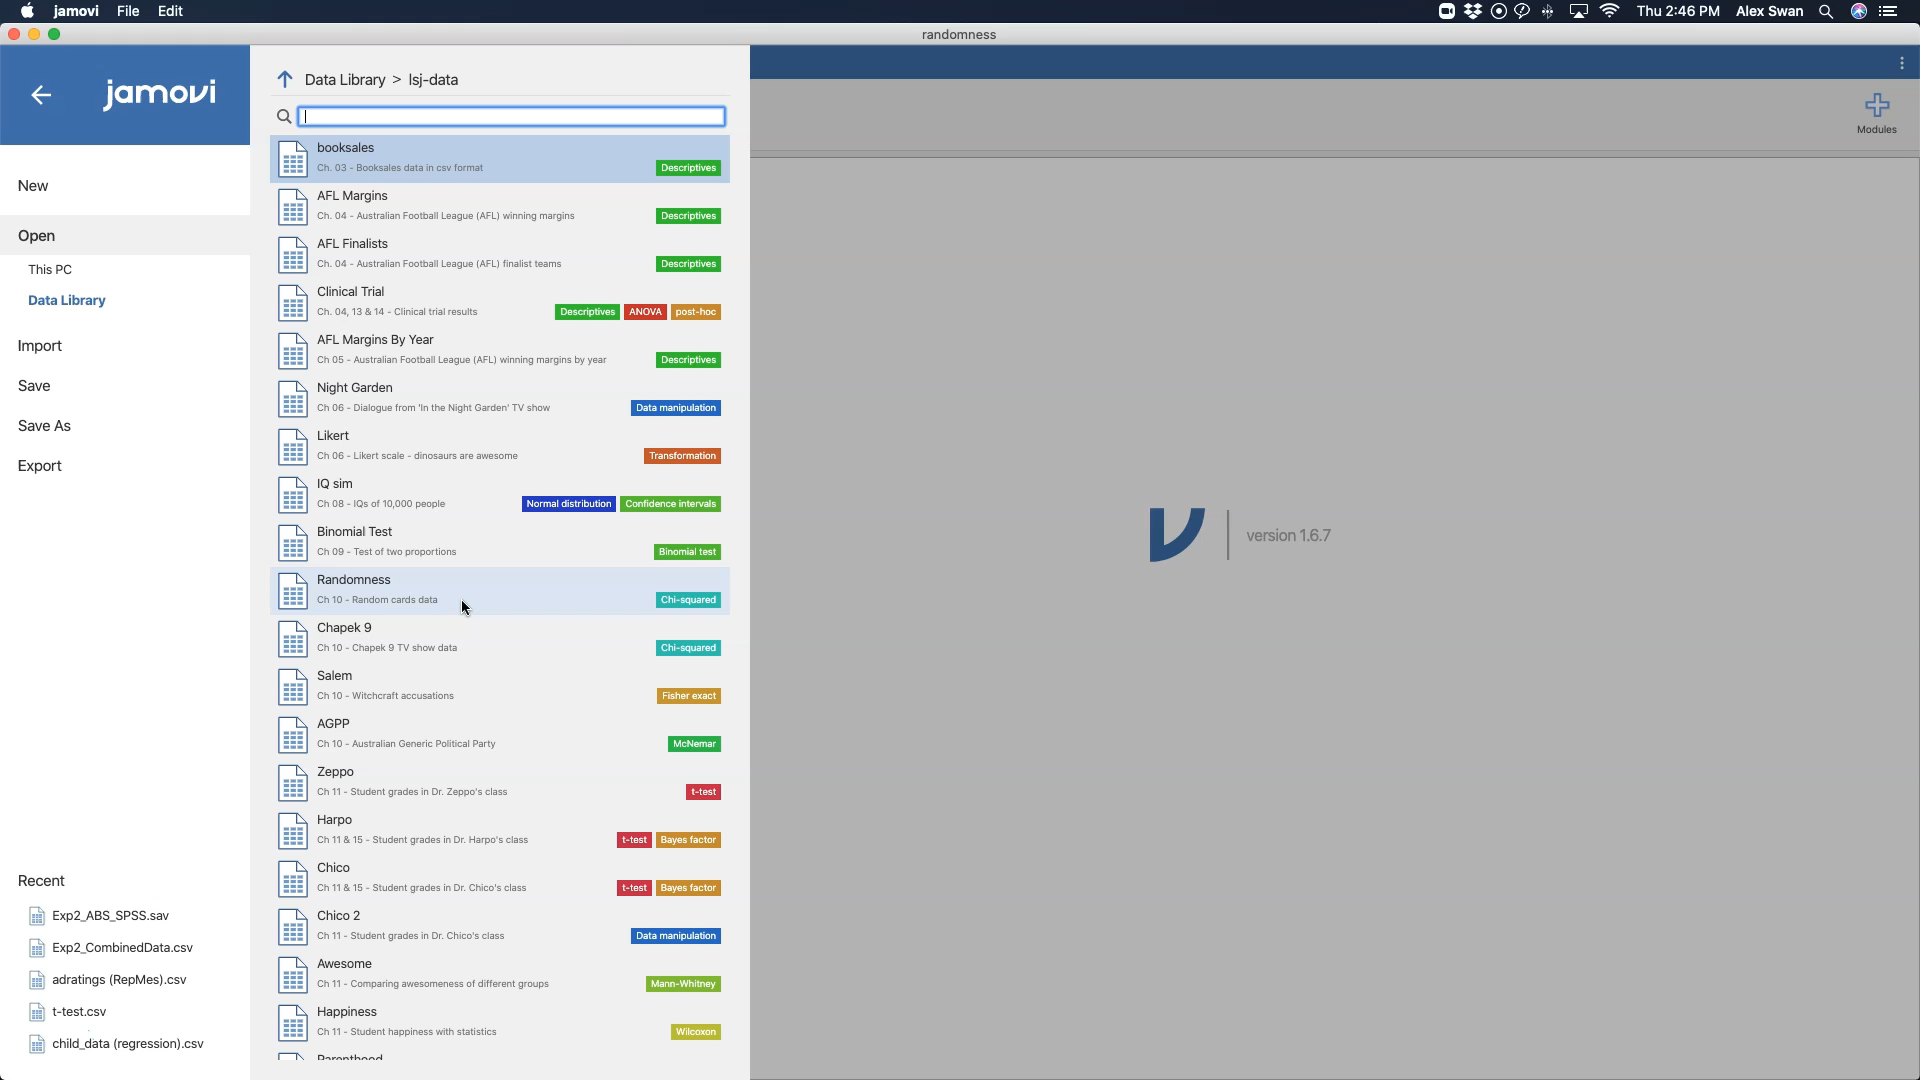 jamovi File Edit
Thu 2:46 PM Alex Swan
randomness
jamovi
New
Open
This PC
Data Library
Import
Save
Save As
Export
Recent
Exp2_ABS_SPSS.sav
Exp2_CombinedData.csv
adratings (RepMes).csv
t-test.csv
child_data (regression).csv
Data Library > lsj-data
booksales
Ch. 03 - Booksales data in csv format Descriptives
AFL Margins
Ch. 04 - Australian Football League (AFL) winning margins Descriptives
AFL Finalists
Ch. 04 - Australian Football League (AFL) finalist teams Descriptives
Clinical Trial
Ch. 04, 13 & 14 - Clinical trial results Descriptives ANOVA post-hoc
AFL Margins By Year
Ch 05 - Australian Football League (AFL) winning margins by year Descriptives
Night Garden
Ch 06 - Dialogue from 'In the Night Garden' TV show Data manipulation
Likert
Ch 06 - Likert scale - dinosaurs are awesome Transformation
IQ sim
Ch 08 - IQs of 10,000 people Normal distribution Confidence intervals
Binomial Test
Ch 09 - Test of two proportions Binomial test
Randomness
Ch 10 - Random cards data Chi-squared
Chapek 9
Ch 10 - Chapek 9 TV show data Chi-squared
Salem
Ch 10 - Witchcraft accusations Fisher exact
AGPP
Ch 10 - Australian Generic Political Party McNemar
Zeppo
Ch 11 - Student grades in Dr. Zeppo's class t-test
Harpo
Ch 11 & 15 - Student grades in Dr. Harpo's class t-test Bayes factor
Chico
Ch 11 & 15 - Student grades in Dr. Chico's class t-test Bayes factor
Chico 2
Ch 11 - Student grades in Dr. Chico's class Data manipulation
Awesome
Ch 11 - Comparing awesomeness of different groups Mann-Whitney
Happiness
Ch 11 - Student happiness with statistics Wilcoxon
Parenthood
Modules
version 1.6.7